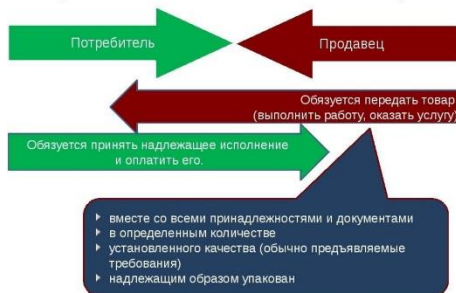 Потребитель
Продавец
Обязуется передать товар
(выполнить работу, оказать услугу)
Обязуется принять надлежащее исполнение
и оплатить его.
вместе со всеми принадлежностями и документами
в определенным количестве
установленного качества (обычно предъявляемые
требования)
надлежащим образом упакован